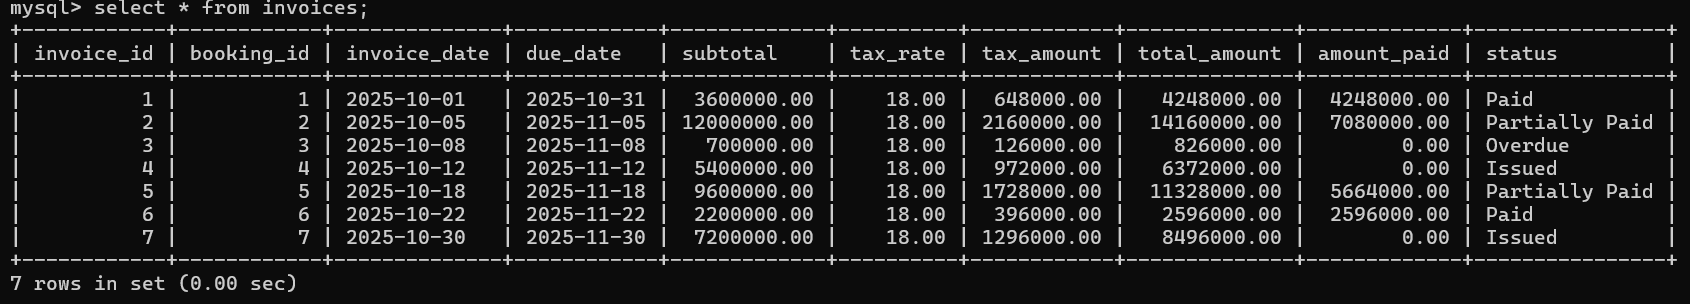 mysql> select * from invoices;
+------------+------------+--------------+------------+-------------+----------+------------+--------------+-------------+----------------+
| invoice_id | booking_id | invoice_date | due_date   | subtotal    | tax_rate | tax_amount | total_amount | amount_paid | status         |
+------------+------------+--------------+------------+-------------+----------+------------+--------------+-------------+----------------+
|          1 |          1 | 2025-10-01   | 2025-10-31 |  3600000.00 |    18.00 |  648000.00 |   4248000.00 |  4248000.00 | Paid           |
|          2 |          2 | 2025-10-05   | 2025-11-05 | 12000000.00 |    18.00 | 2160000.00 |  14160000.00 |  7080000.00 | Partially Paid |
|          3 |          3 | 2025-10-08   | 2025-11-08 |   700000.00 |    18.00 |  126000.00 |    826000.00 |        0.00 | Overdue        |
|          4 |          4 | 2025-10-12   | 2025-11-12 |  5400000.00 |    18.00 |  972000.00 |   6372000.00 |        0.00 | Issued         |
|          5 |          5 | 2025-10-18   | 2025-11-18 |  9600000.00 |    18.00 | 1728000.00 |  11328000.00 |  5664000.00 | Partially Paid |
|          6 |          6 | 2025-10-22   | 2025-11-22 |  2200000.00 |    18.00 |  396000.00 |   2596000.00 |  2596000.00 | Paid           |
|          7 |          7 | 2025-10-30   | 2025-11-30 |  7200000.00 |    18.00 | 1296000.00 |   8496000.00 |        0.00 | Issued         |
+------------+------------+--------------+------------+-------------+----------+------------+--------------+-------------+----------------+
7 rows in set (0.00 sec)